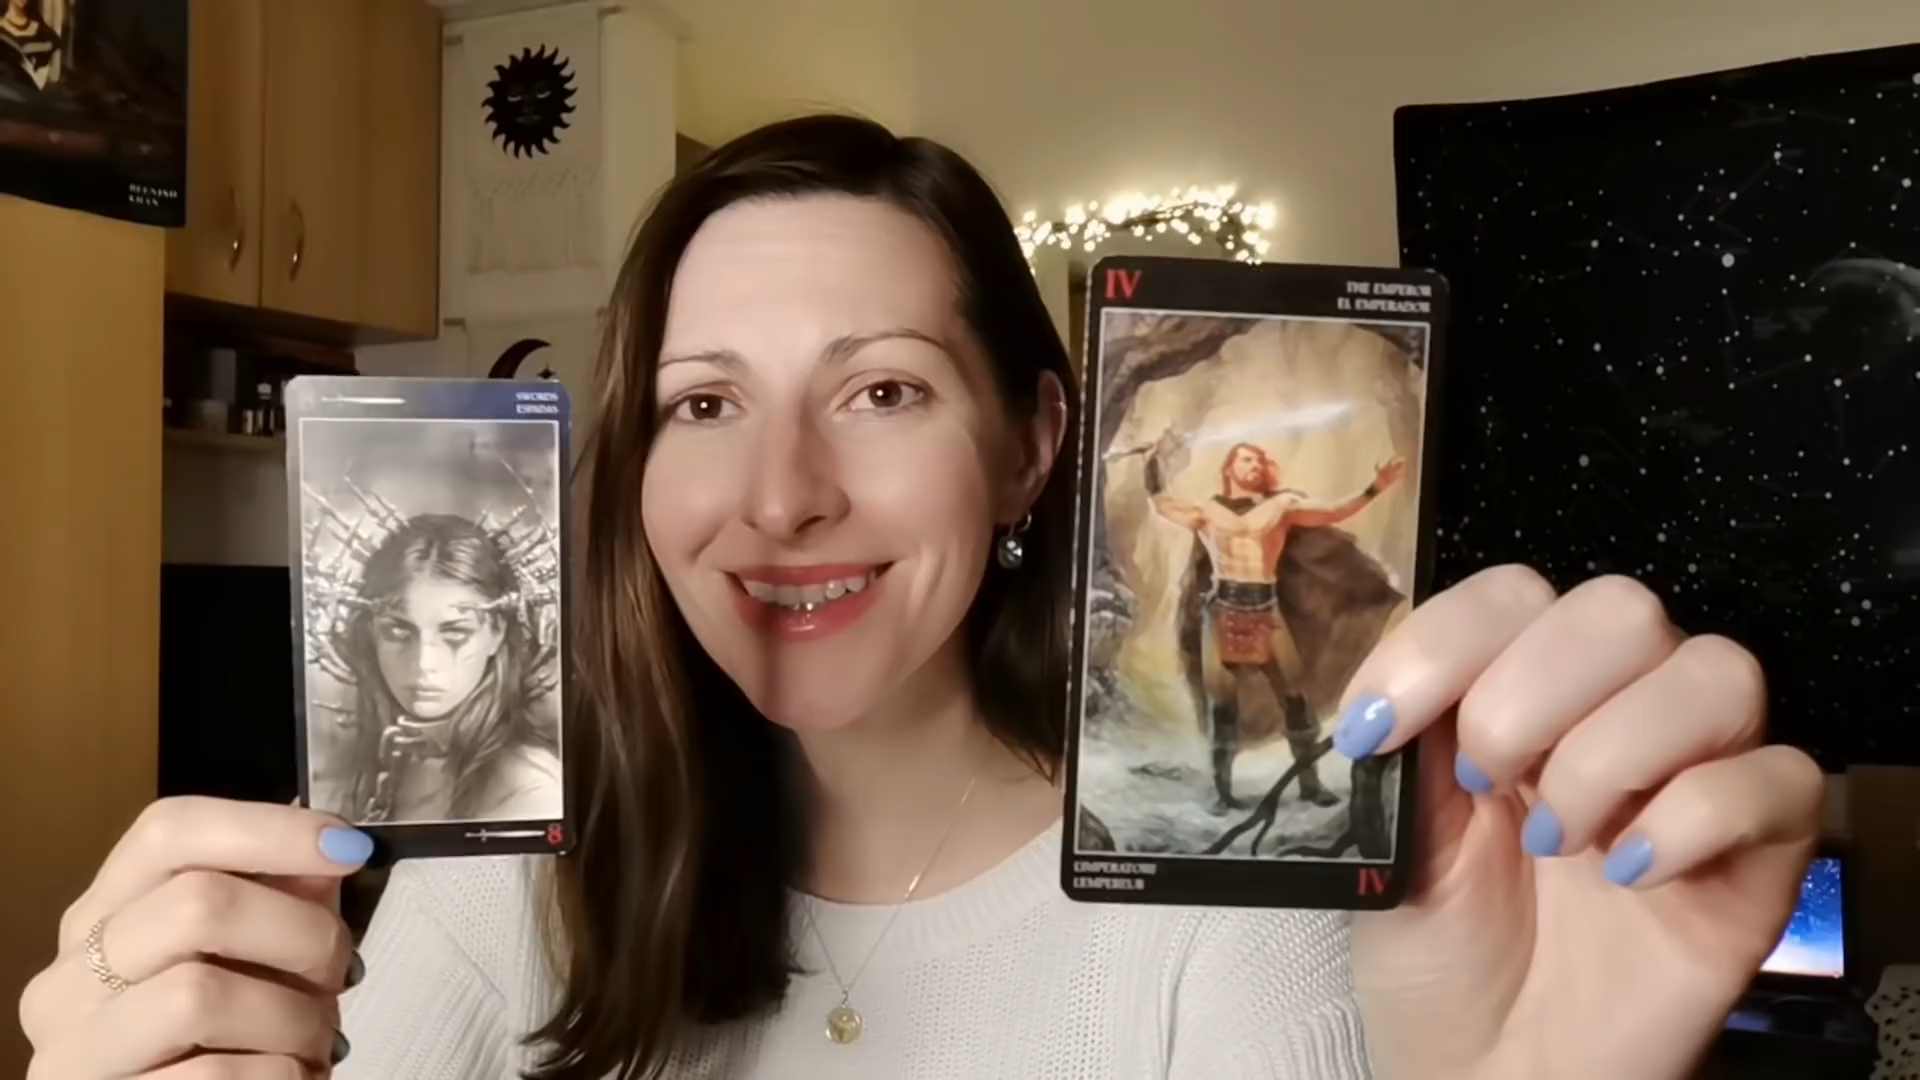 SWORDS
ESPADAS
8
IV
THE EMPEROR
EL EMPERADOR
L'IMPERATORE
L'EMPEREUR
IV